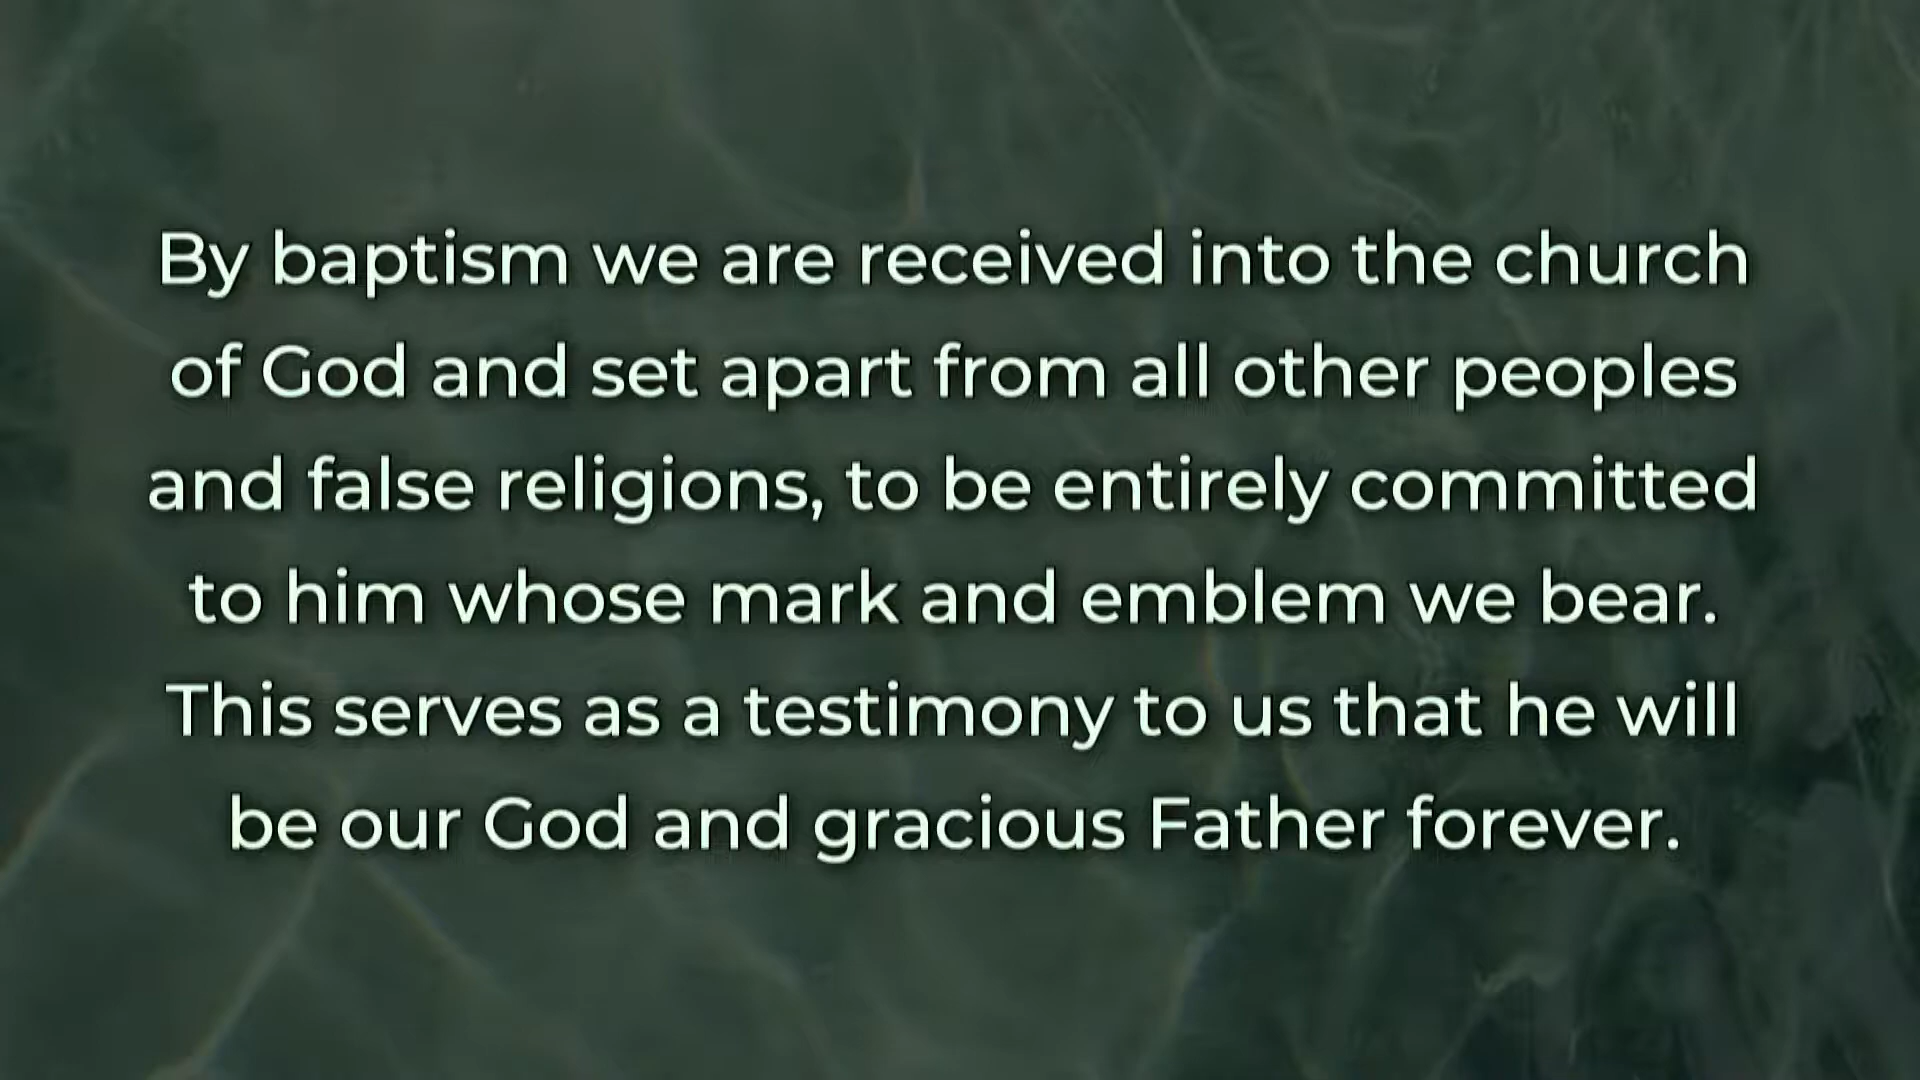 By baptism we are received into the church
of God and set apart from all other peoples
and false religions, to be entirely committed
to him whose mark and emblem we bear.
This serves as a testimony to us that he will
be our God and gracious Father forever.